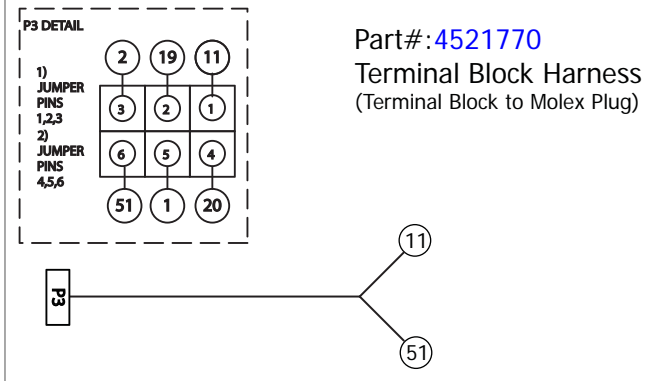 P3 DETAIL
1)
JUMPER
PINS
1,2,3
2)
JUMPER
PINS
4,5,6
2 19 11
3 2 1
6 5 4
51 1 20
Part#:4521770
Terminal Block Harness
(Terminal Block to Molex Plug)
P3
11
51